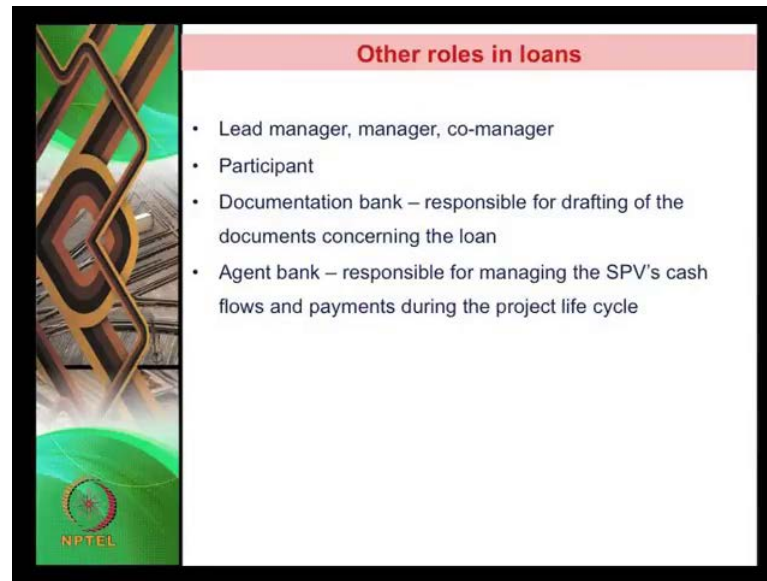 Other roles in loans
• Lead manager, manager, co-manager
• Participant
• Documentation bank – responsible for drafting of the
documents concerning the loan
• Agent bank – responsible for managing the SPV's cash
flows and payments during the project life cycle
NPTEL